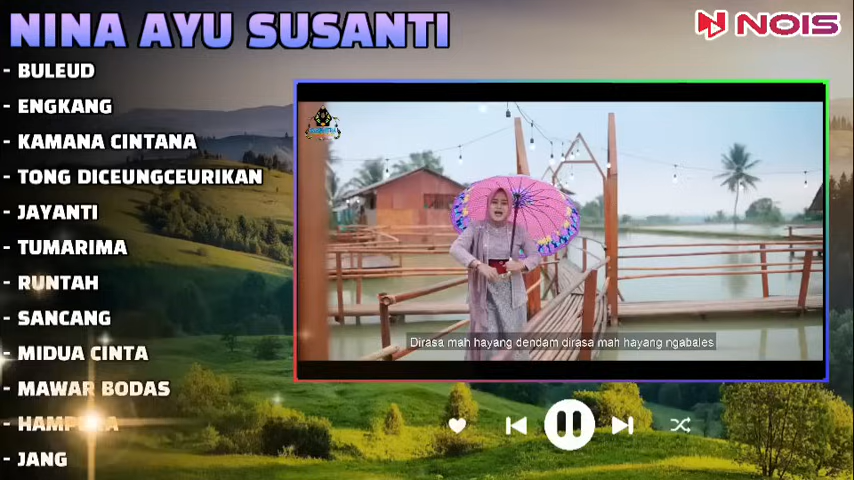 NINA AYU SUSANTI
NOIS
- BULEUD
- ENGKANG
- KAMANA CINTANA
- TONG DICEUNGCEURIKAN
- JAYANTI
- TUMARIMA
- RUNTAH
- SANCANG
- MIDUA CINTA
- MAWAR BODAS
- JANG
Dirasa mah hayang dendam dirasa mah hayang ngabales